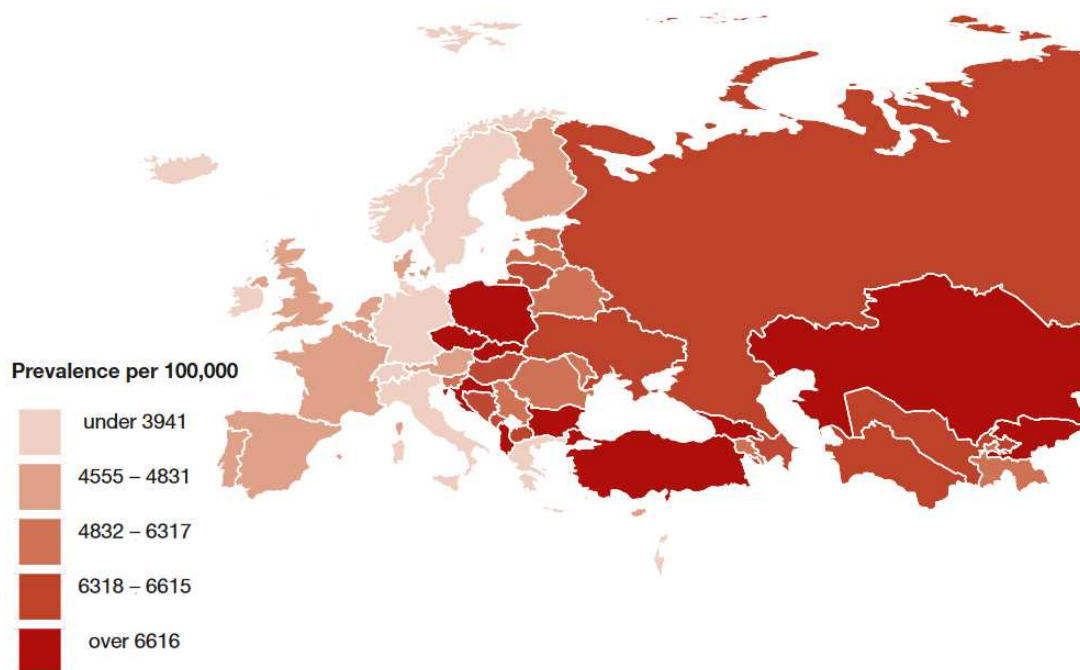 Prevalence per 100,000
under 3941
4555 – 4831
4832 – 6317
6318 – 6615
over 6616